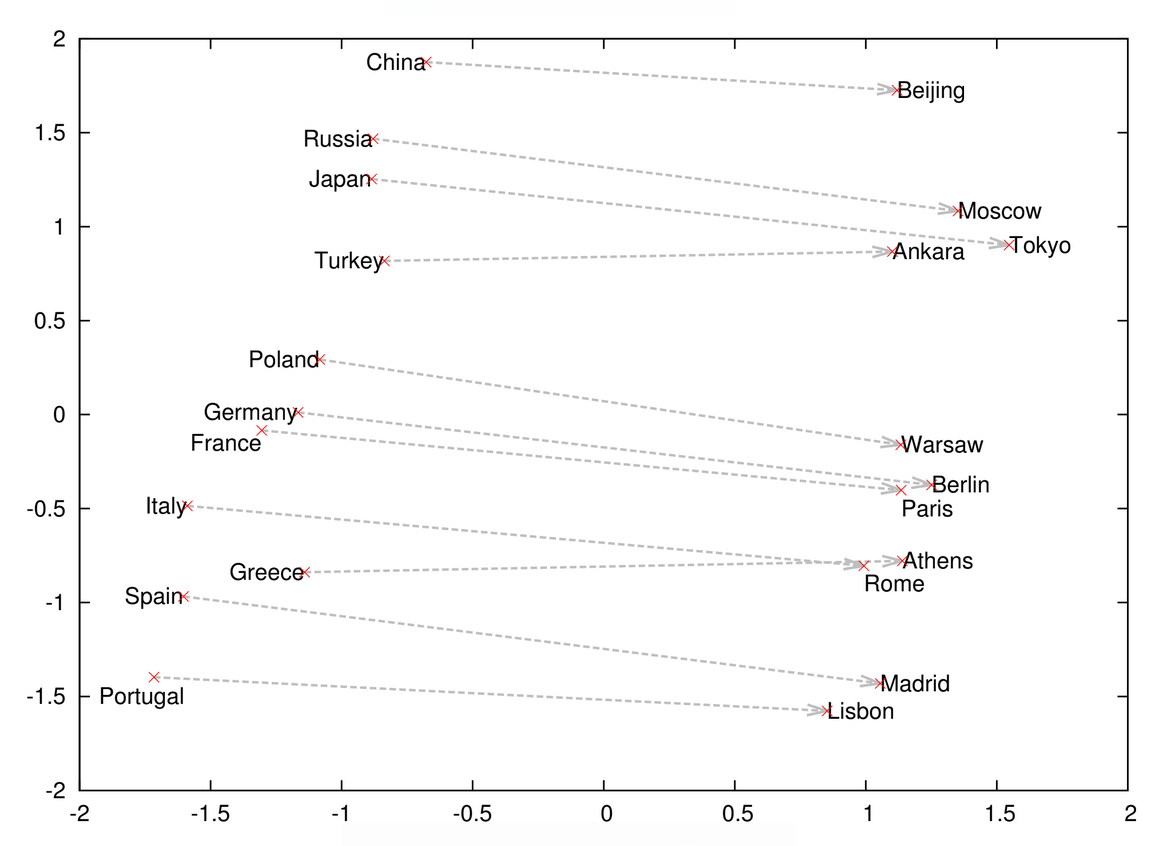 2
China
Beijing
1.5
Russia
Japan
Moscow
1
Tokyo
Turkey
Ankara
0.5
Poland
0
Germany
France
Warsaw
Berlin
-0.5
Italy
Paris
Athens
Greece
Rome
-1
Spain
Madrid
-1.5
Portugal
Lisbon
-2
-2 -1.5 -1 -0.5 0 0.5 1 1.5 2